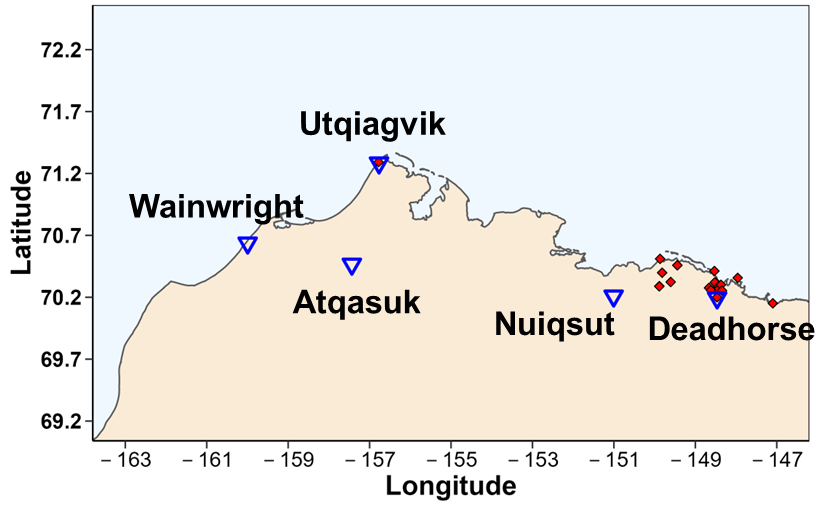 72.2
71.7
Utqiagvik
71.2
Wainwright
70.7
Atqasuk
70.2
Nuiqsut
Deadhorse
69.7
69.2
Latitude
−163 −161 −159 −157 −155 −153 −151 −149 −147
Longitude